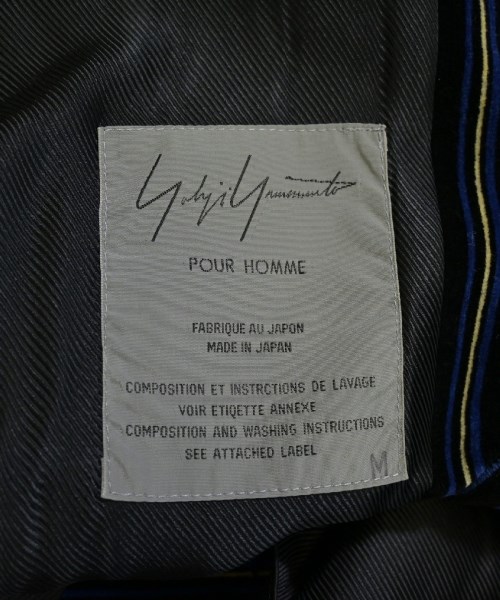 Yohji Yamamoto
POUR HOMME
FABRIQUE AU JAPON
MADE IN JAPAN
COMPOSITION ET INSTRCTIONS DE LAVAGE
VOIR ETIQETTE ANNEXE
COMPOSITION AND WASHING INSTRUCTIONS
SEE ATTACHED LABEL
M